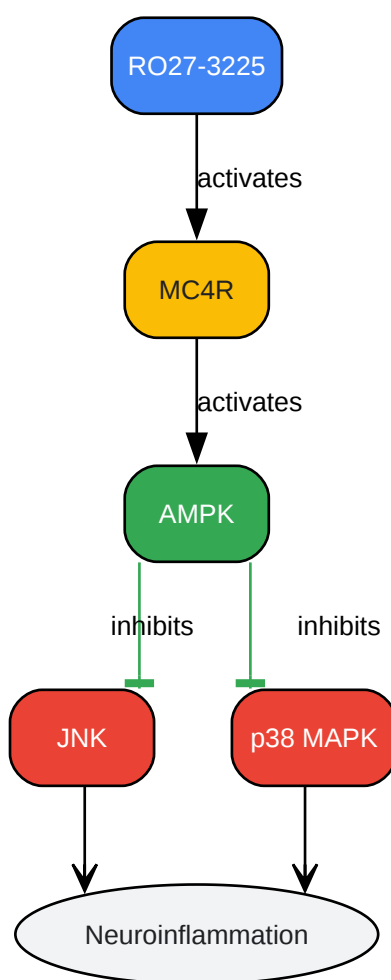 RO27-3225
activates
MC4R
activates
AMPK
inhibits
inhibits
JNK
p38 MAPK
Neuroinflammation